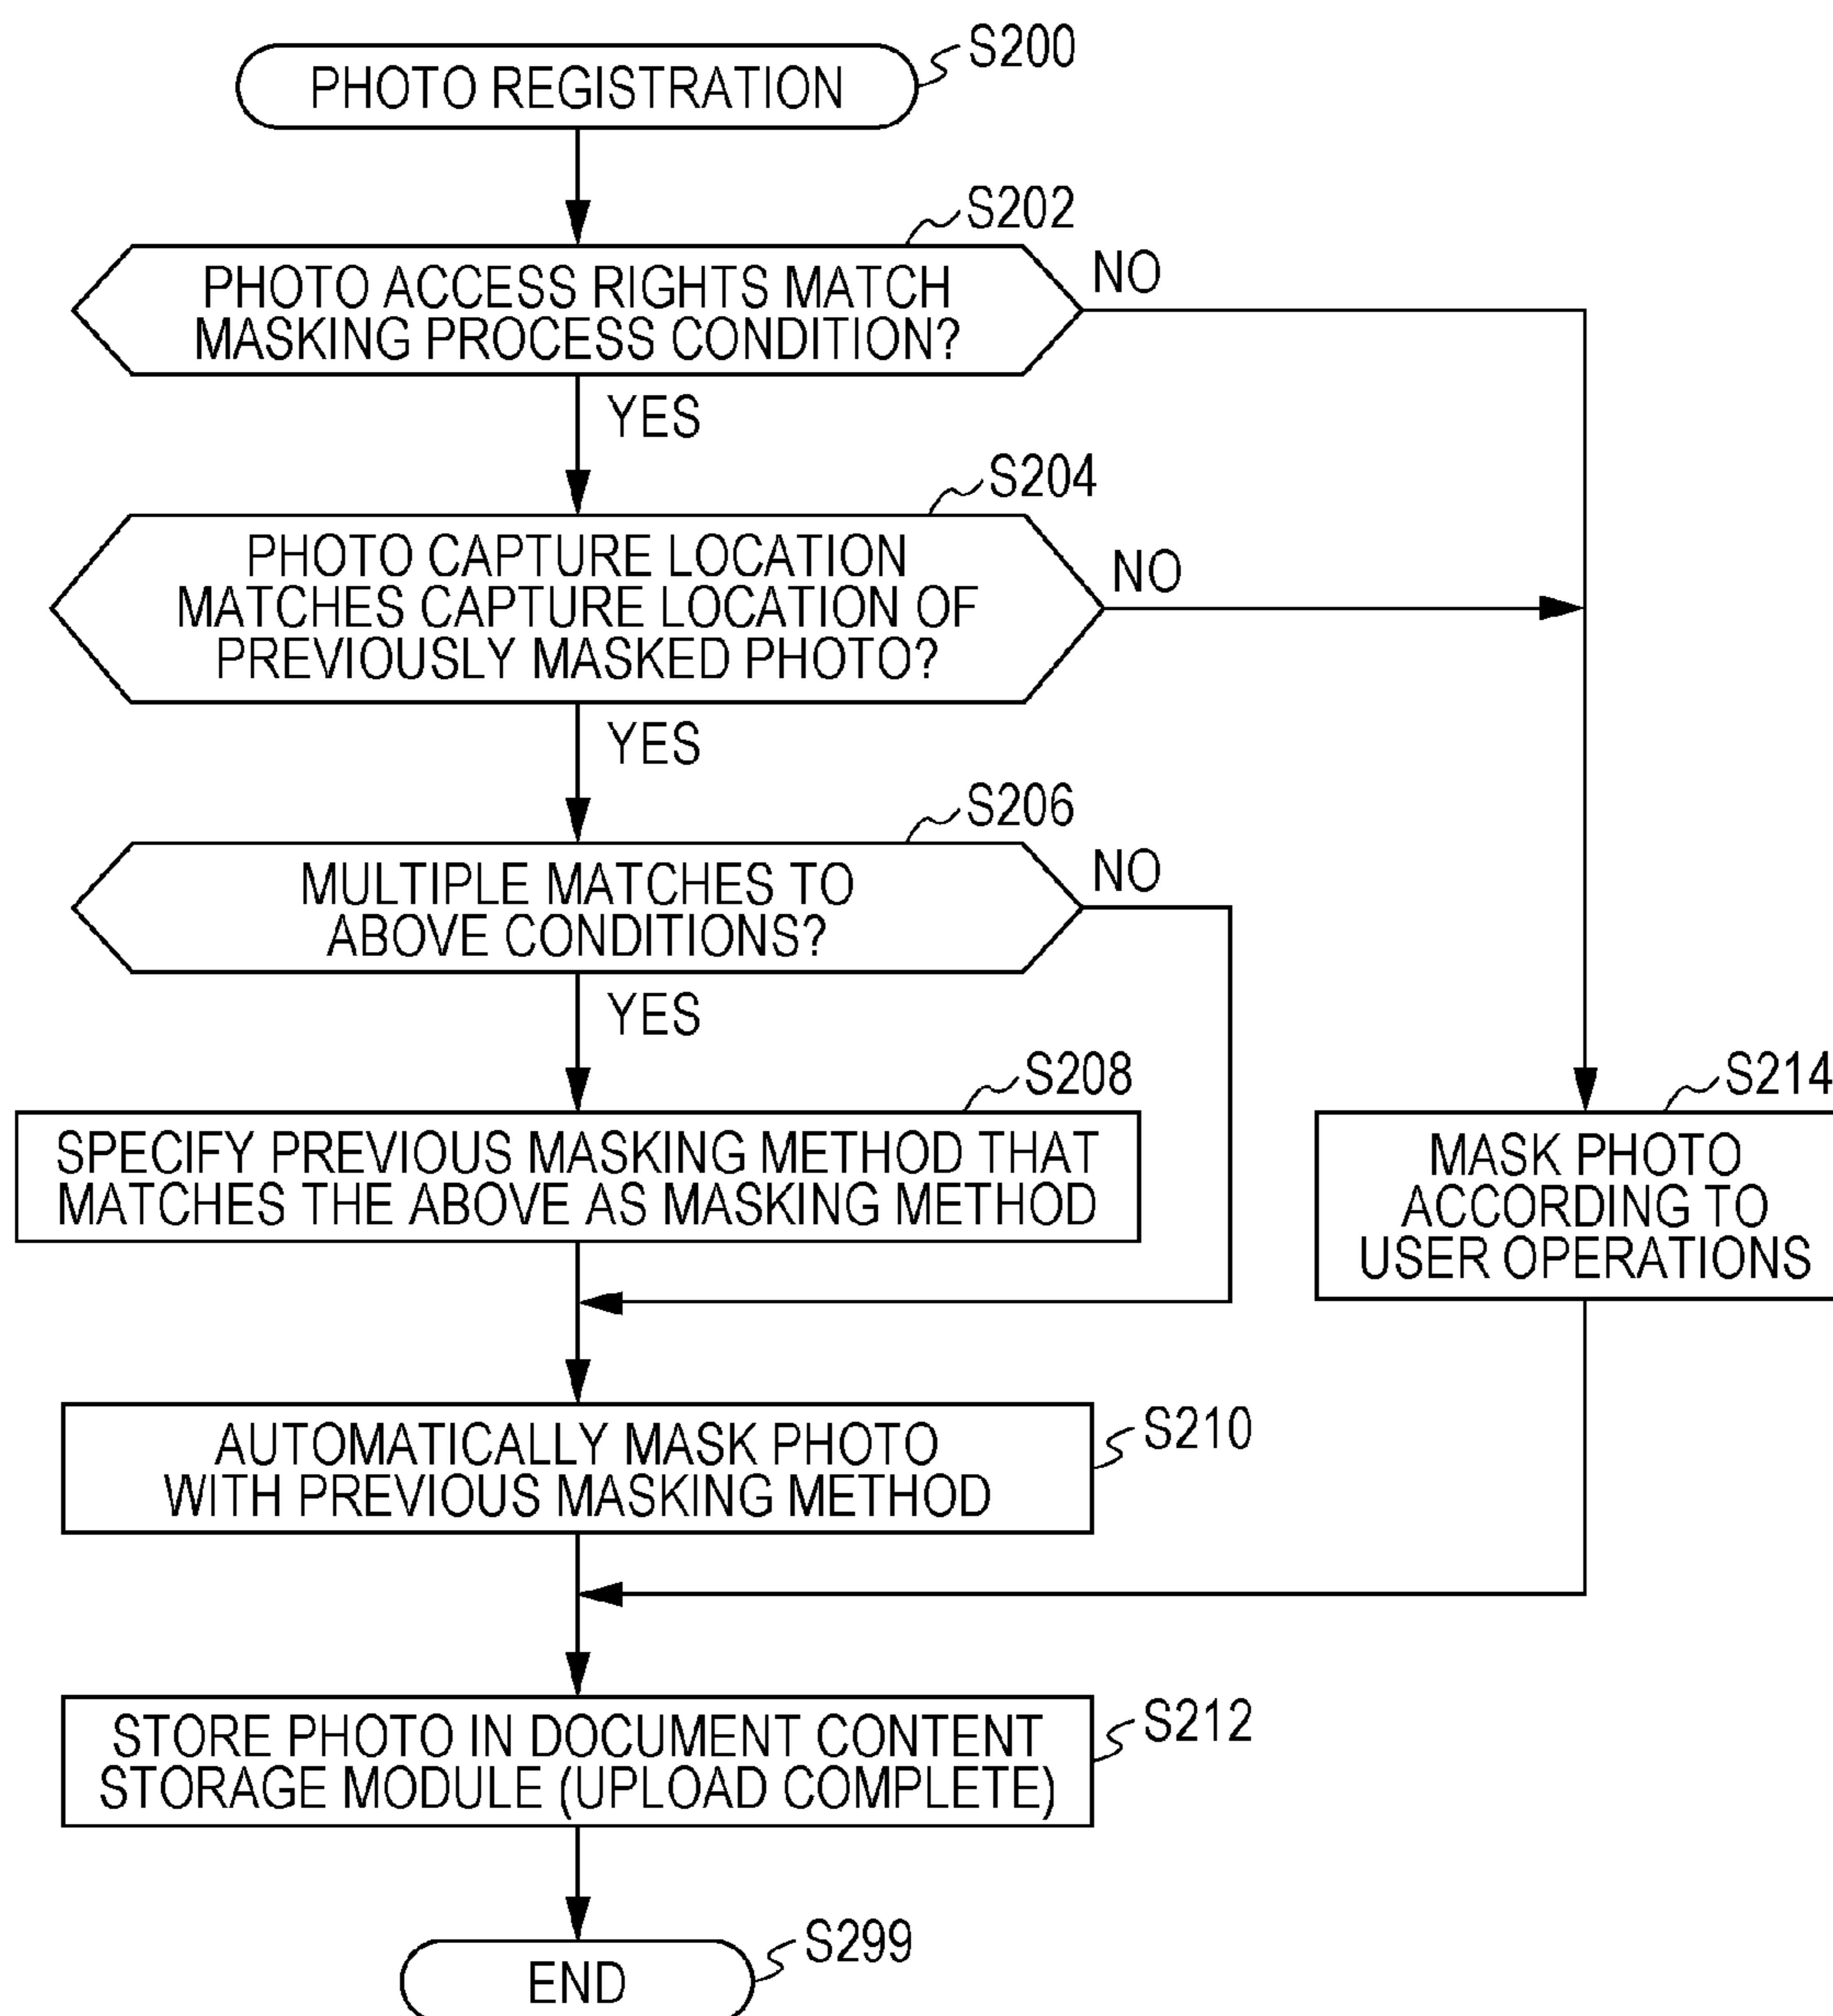 PHOTO REGISTRATION
S200
S202
PHOTO ACCESS RIGHTS MATCH
MASKING PROCESS CONDITION?
NO
YES
S204
PHOTO CAPTURE LOCATION
MATCHES CAPTURE LOCATION OF
PREVIOUSLY MASKED PHOTO?
NO
YES
S206
MULTIPLE MATCHES TO
ABOVE CONDITIONS?
NO
YES
S208
SPECIFY PREVIOUS MASKING METHOD THAT
MATCHES THE ABOVE AS MASKING METHOD
S214
MASK PHOTO
ACCORDING TO
USER OPERATIONS
AUTOMATICALLY MASK PHOTO
WITH PREVIOUS MASKING METHOD
S210
STORE PHOTO IN DOCUMENT CONTENT
STORAGE MODULE (UPLOAD COMPLETE)
S212
END
S299